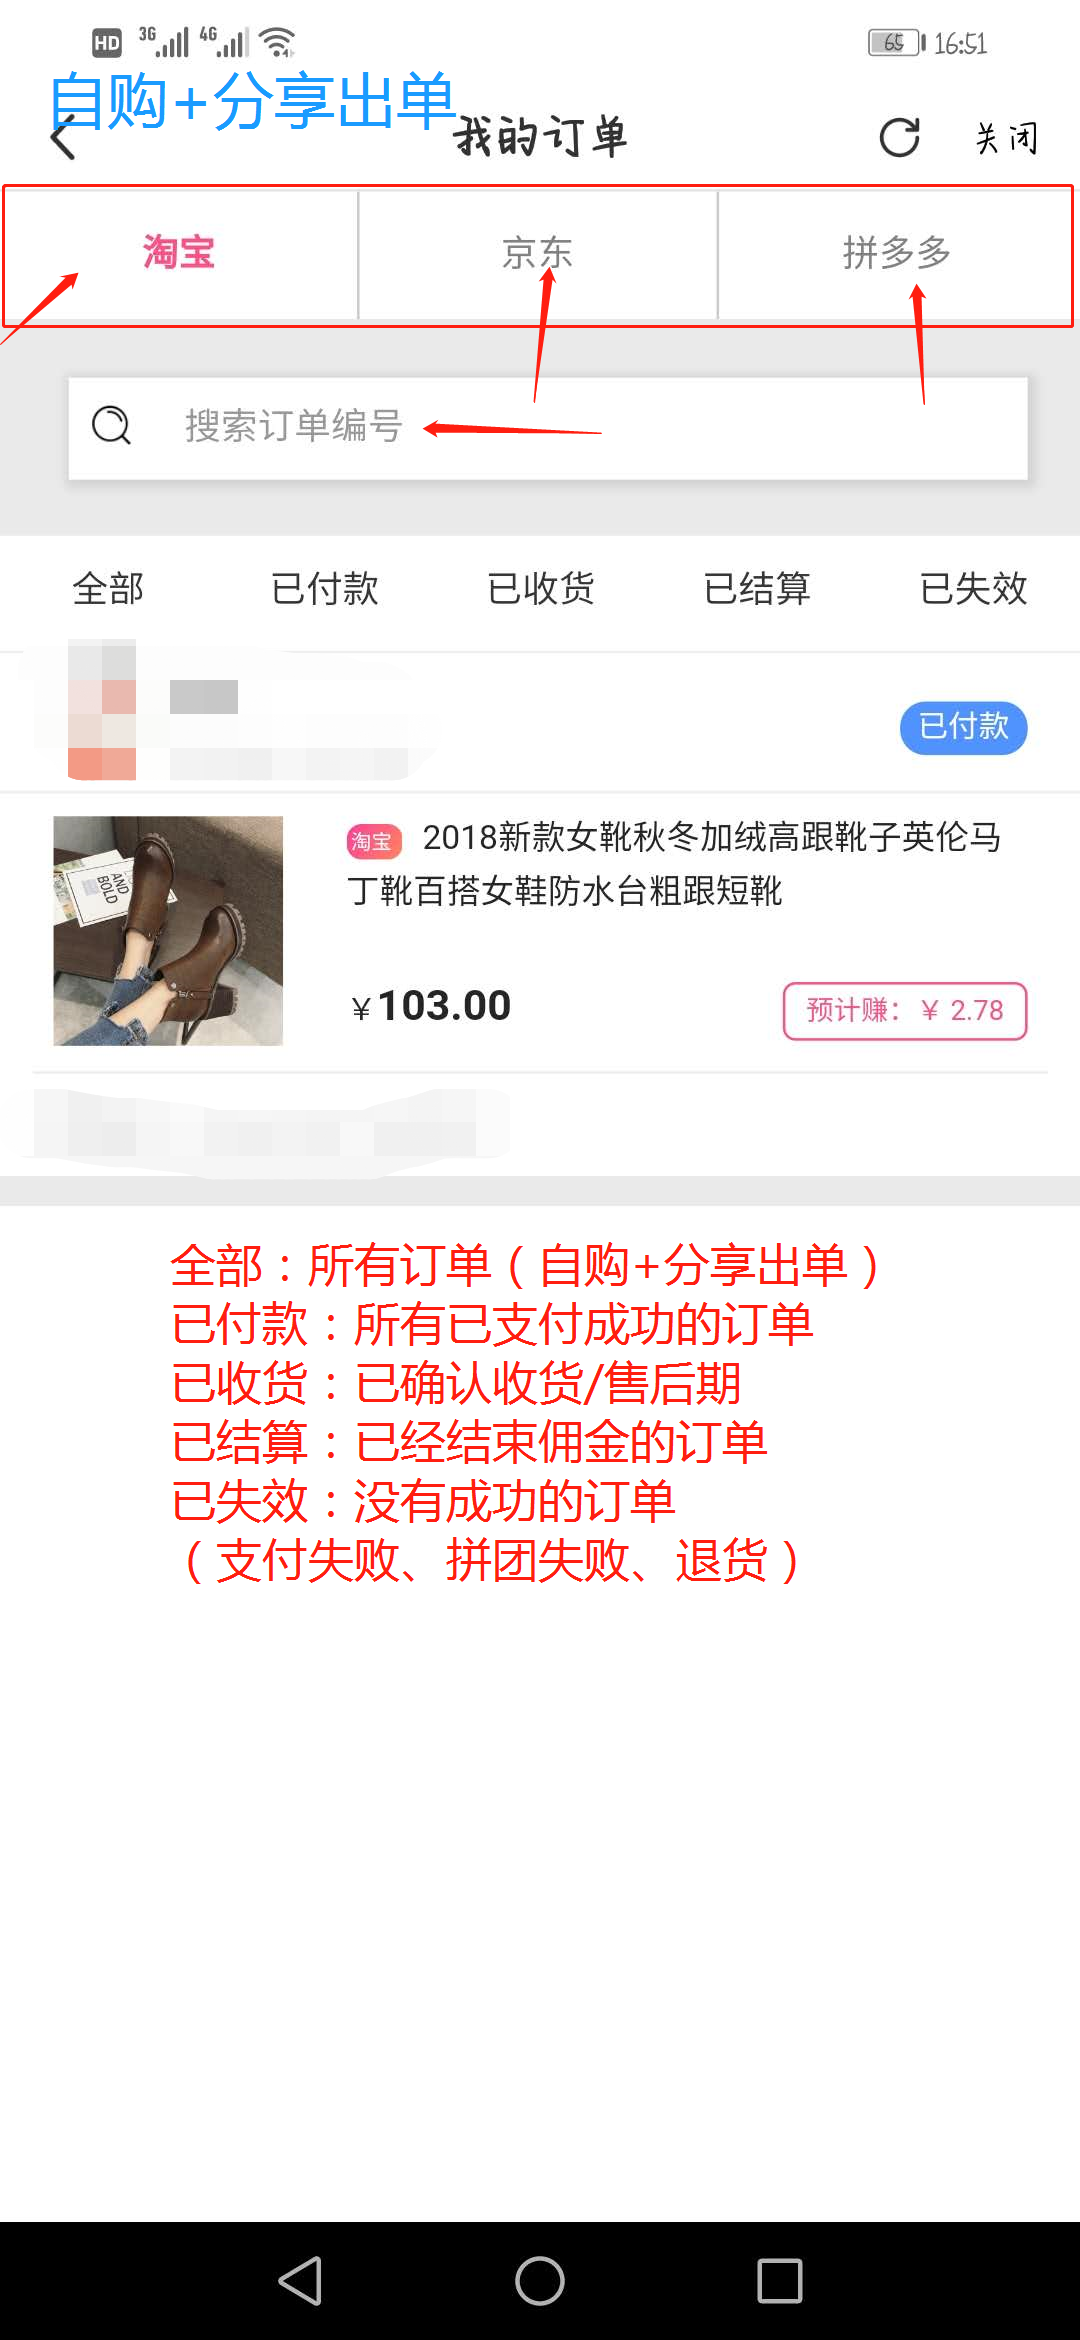 HD 3G 4G 65 16:51
自购+分享出单
我的订单 关闭
淘宝 京东 拼多多
搜索订单编号
全部 已付款 已收货 已结算 已失效
已付款
淘宝 2018新款女靴秋冬加绒高跟靴子英伦马
丁靴百搭女鞋防水台粗跟短靴
AND
BOLD
¥103.00 预计赚：¥ 2.78
全部：所有订单（自购+分享出单）
已付款：所有已支付成功的订单
已收货：已确认收货/售后期
已结算：已经结束佣金的订单
已失效：没有成功的订单
（支付失败、拼团失败、退货）